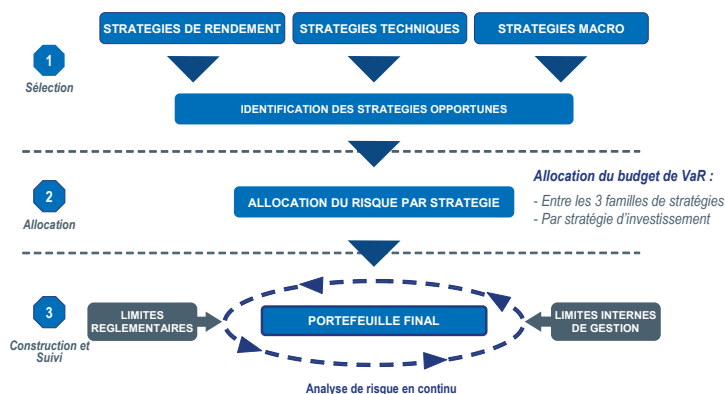 STRATEGIES DE RENDEMENT
STRATEGIES TECHNIQUES
STRATEGIES MACRO
1
Sélection
IDENTIFICATION DES STRATEGIES OPPORTUNES
2
Allocation
ALLOCATION DU RISQUE PAR STRATEGIE
Allocation du budget de VaR :
- Entre les 3 familles de stratégies
- Par stratégie d'investissement
3
Construction et
Suivi
LIMITES
REGLEMENTAIRES
PORTEFEUILLE FINAL
LIMITES INTERNES
DE GESTION
Analyse de risque en continu